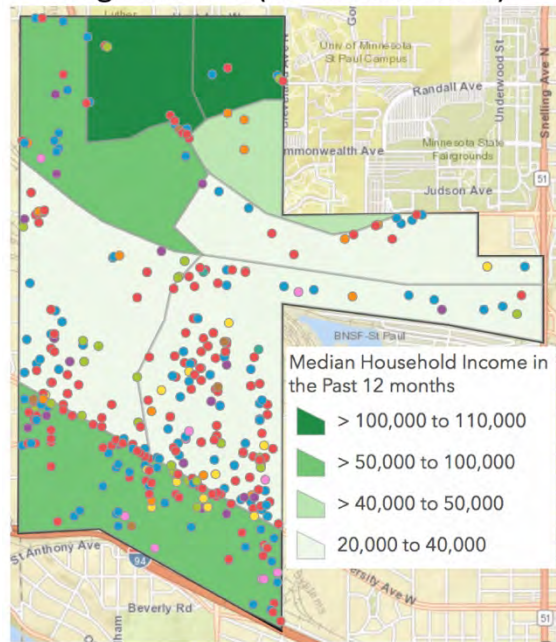 Luther
Univ of Minnesota
St Paul Campus
Randall Ave
Underwood St
Snelling Ave N
mmonwealth Ave
Minnesota State
Fairgrounds
Judson Ave
51
BNSF-St Paul
Median Household Income in
the Past 12 months
> 100,000 to 110,000
> 50,000 to 100,000
> 40,000 to 50,000
20,000 to 40,000
St Anthony Ave
94
Beverly Rd
ersity Ave W
51